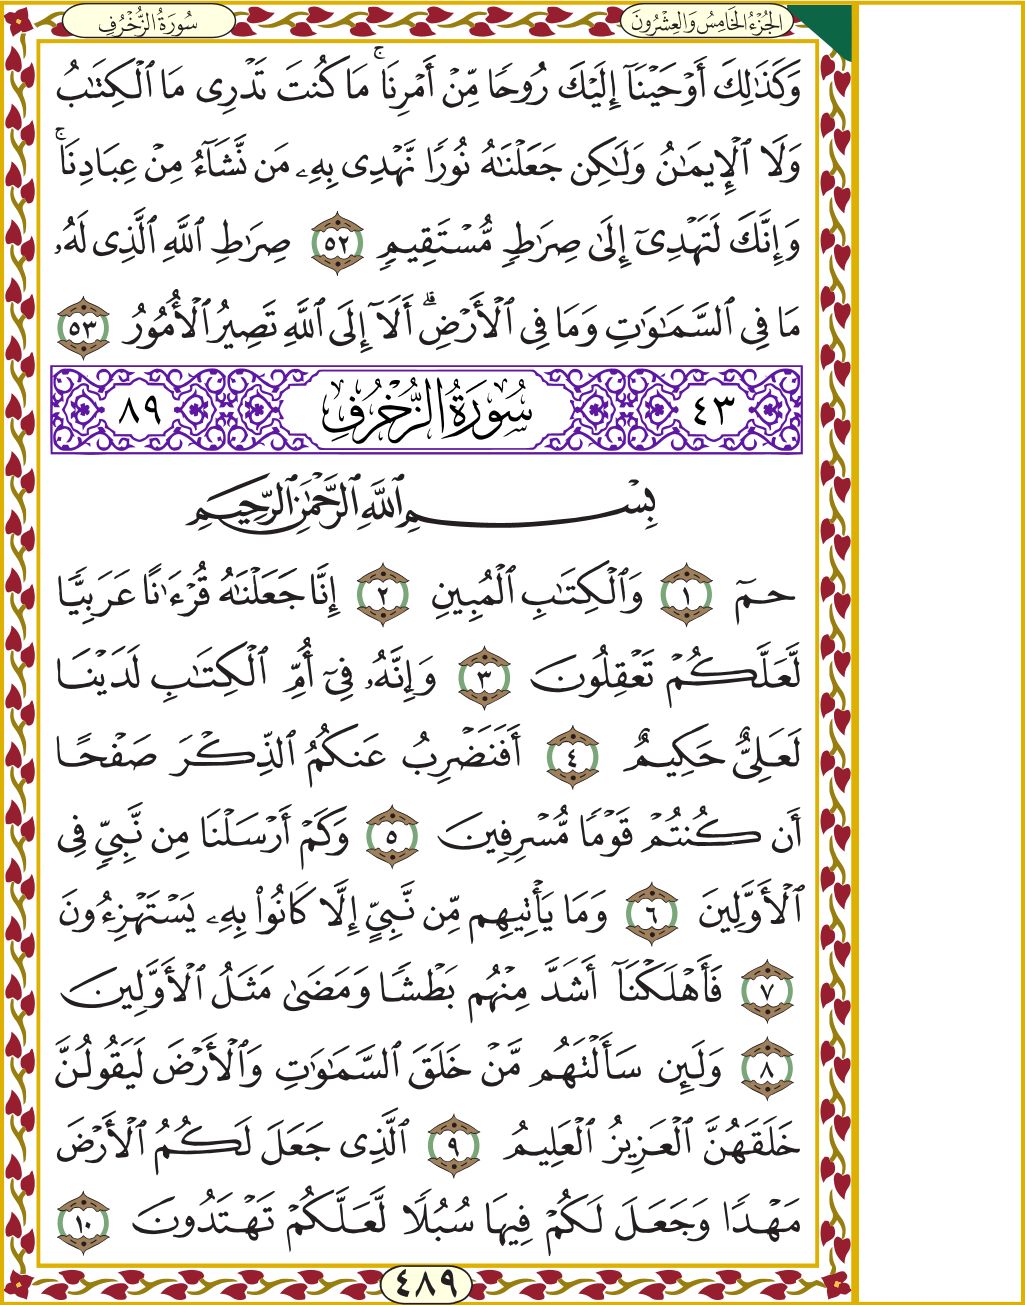 الجُزْءُ الخَامِسُ وَالعِشْرُونَ
سُورَةُ الزُّخْرُفِ
وَكَذَٰلِكَ أَوْحَيْنَآ إِلَيْكَ رُوحًا مِّنْ أَمْرِنَا ۚ مَا كُنتَ تَدْرِى مَا ٱلْكِتَٰبُ
وَلَا ٱلْإِيمَٰنُ وَلَٰكِن جَعَلْنَٰهُ نُورًا نَّهْدِى بِهِۦ مَن نَّشَآءُ مِنْ عِبَادِنَا ۚ
وَإِنَّكَ لَتَهْدِىٓ إِلَىٰ صِرَٰطٍ مُّسْتَقِيمٍ ٥٢ صِرَٰطِ ٱللَّهِ ٱلَّذِى لَهُۥ
مَا فِى ٱلسَّمَٰوَٰتِ وَمَا فِى ٱلْأَرْضِ ۗ أَلَآ إِلَى ٱللَّهِ تَصِيرُ ٱلْأُمُورُ ٥٣
٤٣ سُورَةُ الزُّخْرُفِ ٨٩
بِسْمِ ٱللَّهِ ٱلرَّحْمَٰنِ ٱلرَّحِيمِ
حمٓ ١ وَٱلْكِتَٰبِ ٱلْمُبِينِ ٢ إِنَّا جَعَلْنَٰهُ قُرْءَٰنًا عَرَبِيًّا
لَّعَلَّكُمْ تَعْقِلُونَ ٣ وَإِنَّهُۥ فِىٓ أُمِّ ٱلْكِتَٰبِ لَدَيْنَا
لَعَلِىٌّ حَكِيمٌ ٤ أَفَنَضْرِبُ عَنكُمُ ٱلذِّكْرَ صَفْحًا
أَن كُنتُمْ قَوْمًا مُّسْرِفِينَ ٥ وَكَمْ أَرْسَلْنَا مِن نَّبِىٍّ فِى
ٱلْأَوَّلِينَ ٦ وَمَا يَأْتِيهِم مِّن نَّبِىٍّ إِلَّا كَانُوا۟ بِهِۦ يَسْتَهْزِءُونَ
٧ فَأَهْلَكْنَآ أَشَدَّ مِنْهُم بَطْشًا وَمَضَىٰ مَثَلُ ٱلْأَوَّلِينَ
٨ وَلَئِن سَأَلْتَهُم مَّنْ خَلَقَ ٱلسَّمَٰوَٰتِ وَٱلْأَرْضَ لَيَقُولُنَّ
خَلَقَهُنَّ ٱلْعَزِيزُ ٱلْعَلِيمُ ٩ ٱلَّذِى جَعَلَ لَكُمُ ٱلْأَرْضَ
مَهْدًا وَجَعَلَ لَكُمْ فِيهَا سُبُلًا لَّعَلَّكُمْ تَهْتَدُونَ ١٠
٤٨٩